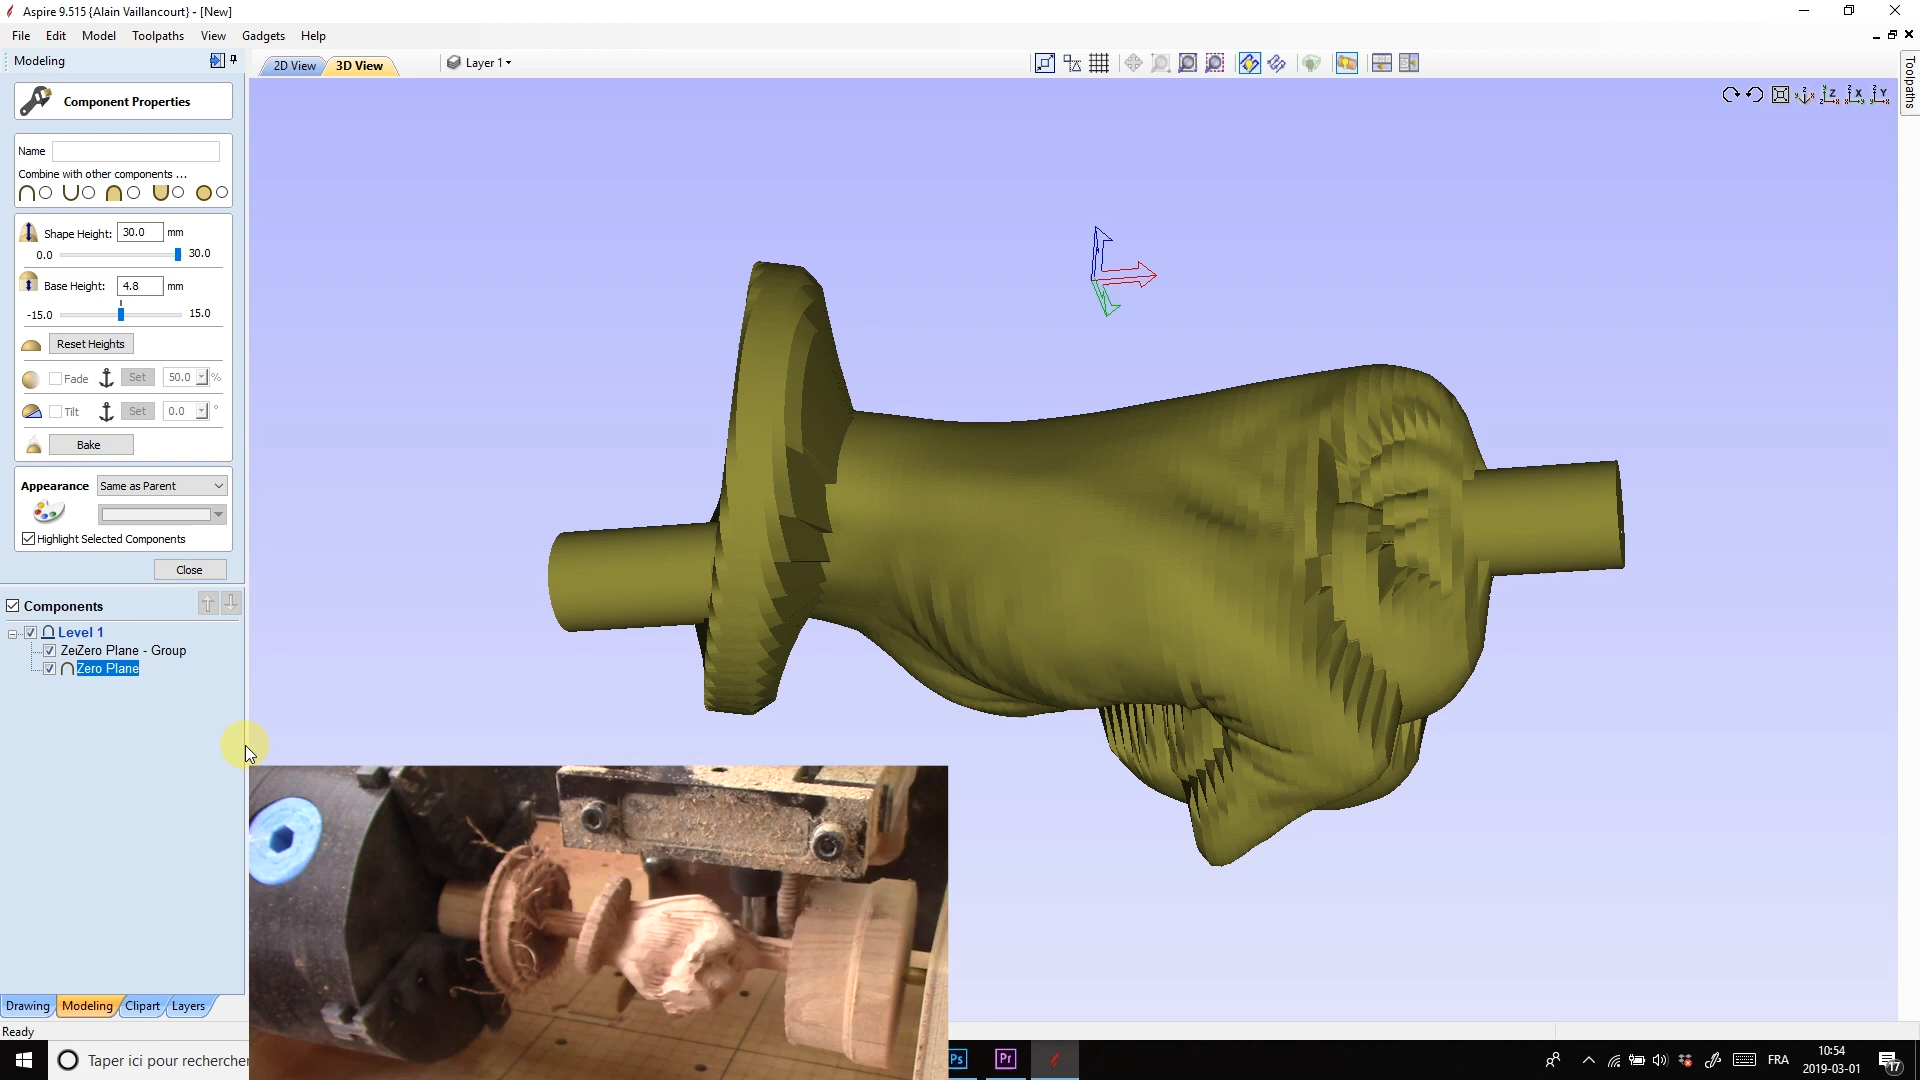 Aspire 9.515 {Alain Vaillancourt} - [New]
File Edit Model Toolpaths View Gadgets Help
Modeling
2D View 3D View Layer 1
Toolpaths
Component Properties
Name
Combine with other components ...
Shape Height: 30.0 mm
0.0 30.0
Base Height: 4.8 mm
-15.0 15.0
Reset Heights
Fade Set 50.0 %
Tilt Set 0.0 °
Bake
Appearance Same as Parent
Highlight Selected Components
Close
Components
Level 1
Zero Plane - Group
Zero Plane
Z X Y
Drawing Modeling Clipart Layers
Ready
Taper ici pour rechercher
Ps Pr
FRA
10:54
2019-03-01
17